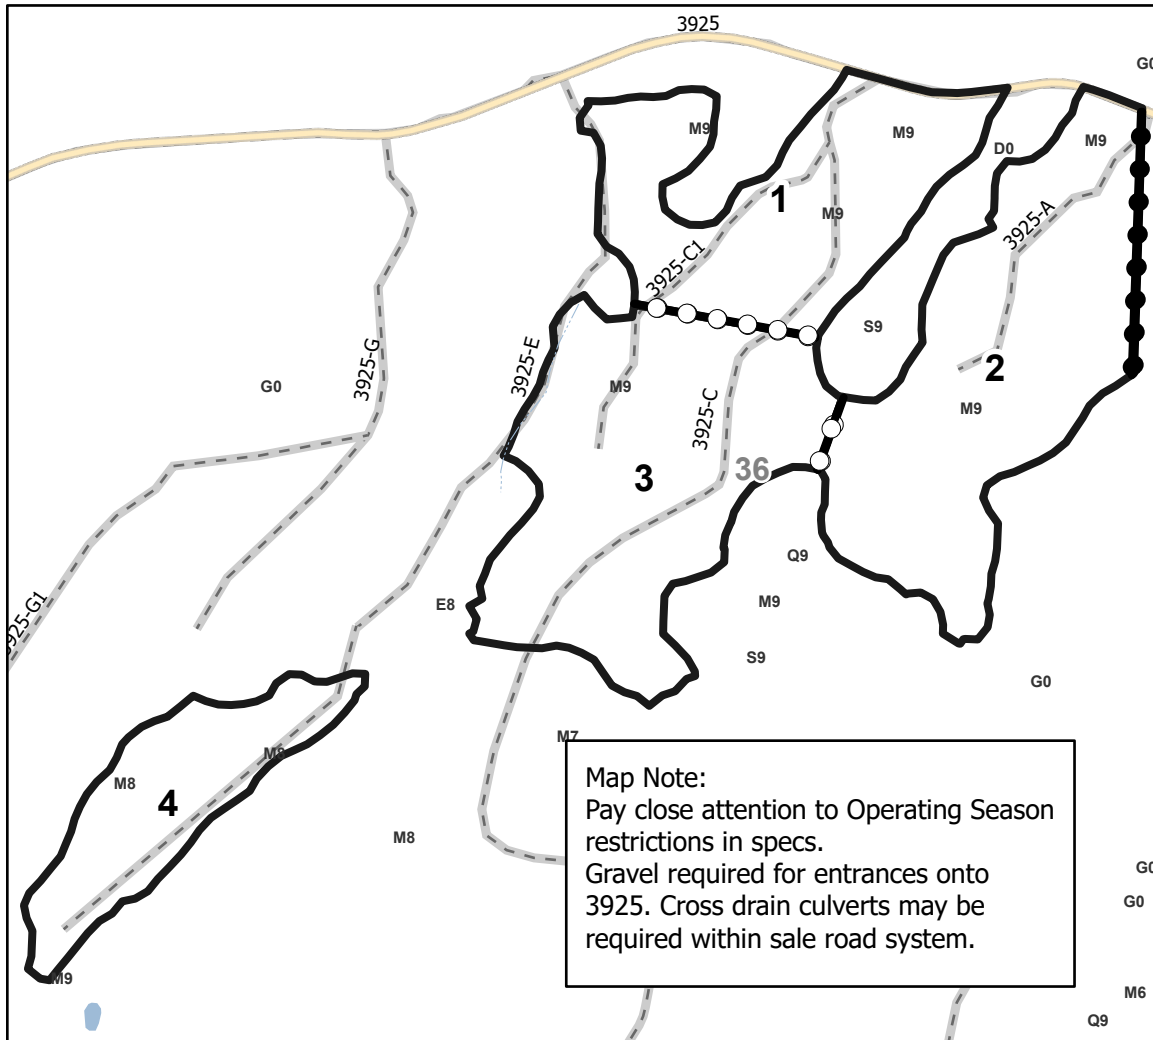 3925
G0
M9
M9
D0
M9
1
M9
3925-A
3925-C1
S9
3925-E
3925-G
2
G0
M9
3925-C
M9
36
3
Q9
M9
E8
3925-G1
S9
G0
M7
M8
M8
4
M8
Map Note:
Pay close attention to Operating Season
restrictions in specs.
Gravel required for entrances onto
3925. Cross drain culverts may be
required within sale road system.
G0
G0
M9
M6
Q9